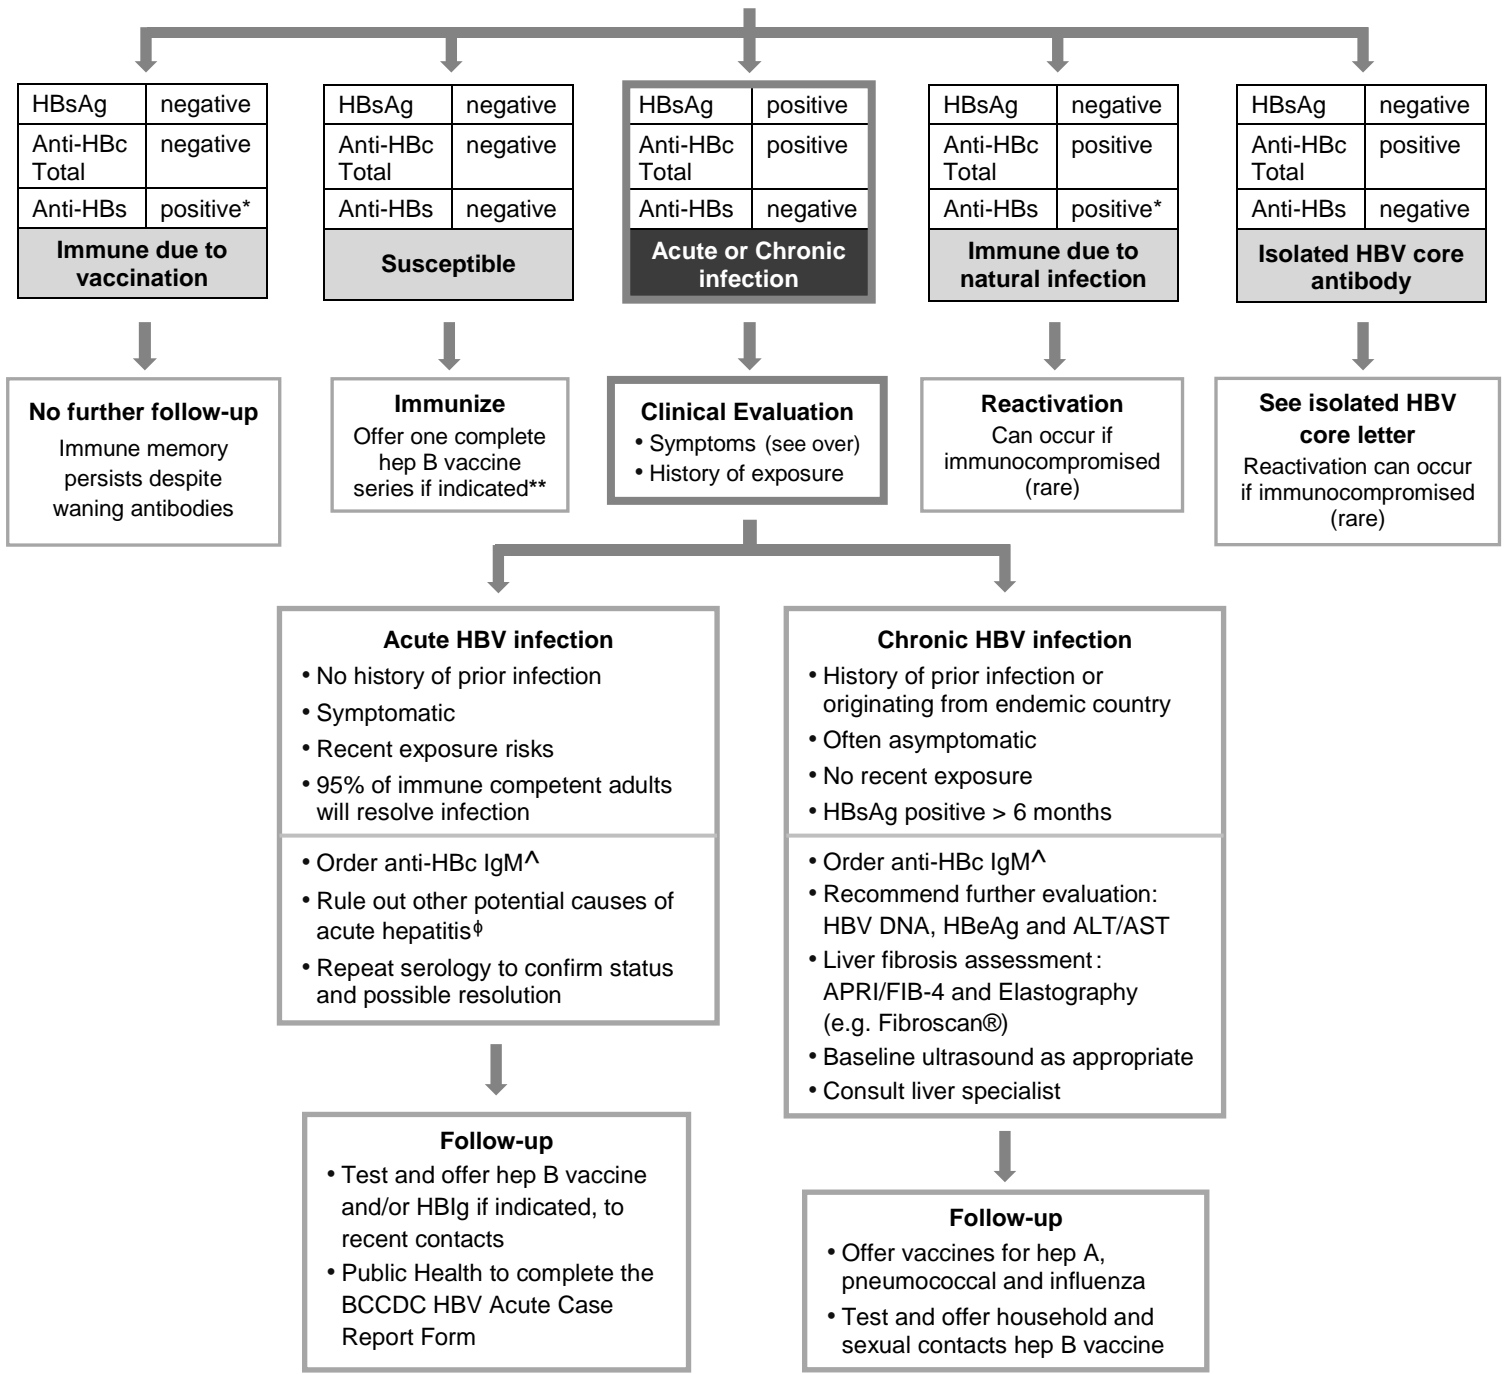 HBsAg negative
Anti-HBc negative
Total
Anti-HBs positive*
Immune due to
vaccination
HBsAg negative
Anti-HBc negative
Total
Anti-HBs negative
Susceptible
HBsAg positive
Anti-HBc positive
Total
Anti-HBs negative
Acute or Chronic
infection
HBsAg negative
Anti-HBc positive
Total
Anti-HBs positive*
Immune due to
natural infection
HBsAg negative
Anti-HBc positive
Total
Anti-HBs negative
Isolated HBV core
antibody
No further follow-up
Immune memory
persists despite
waning antibodies
Immunize
Offer one complete
hep B vaccine
series if indicated**
Clinical Evaluation
• Symptoms (see over)
• History of exposure
Reactivation
Can occur if
immunocompromised
(rare)
See isolated HBV
core letter
Reactivation can occur
if immunocompromised
(rare)
Acute HBV infection
• No history of prior infection
• Symptomatic
• Recent exposure risks
• 95% of immune competent adults
will resolve infection
• Order anti-HBc IgM^
• Rule out other potential causes of
acute hepatitisɸ
• Repeat serology to confirm status
and possible resolution
Chronic HBV infection
• History of prior infection or
originating from endemic country
• Often asymptomatic
• No recent exposure
• HBsAg positive > 6 months
• Order anti-HBc IgM^
• Recommend further evaluation:
HBV DNA, HBeAg and ALT/AST
• Liver fibrosis assessment:
APRI/FIB-4 and Elastography
(e.g. Fibroscan®)
• Baseline ultrasound as appropriate
• Consult liver specialist
Follow-up
• Test and offer hep B vaccine
and/or HBIg if indicated, to
recent contacts
• Public Health to complete the
BCCDC HBV Acute Case
Report Form
Follow-up
• Offer vaccines for hep A,
pneumococcal and influenza
• Test and offer household and
sexual contacts hep B vaccine